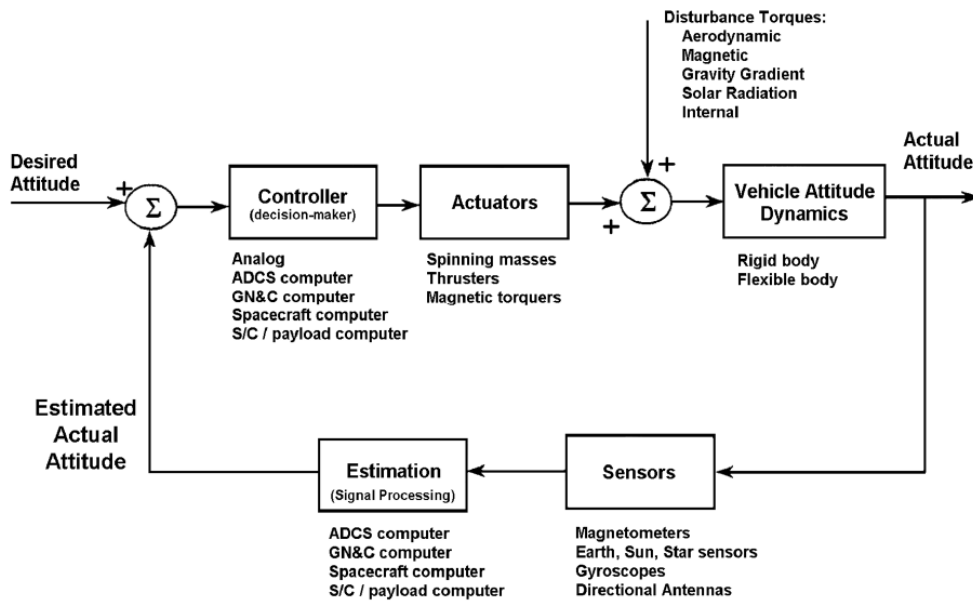 Disturbance Torques:
Aerodynamic
Magnetic
Gravity Gradient
Solar Radiation
Internal
Desired
Attitude
+
Σ
Controller
(decision-maker)
Analog
ADCS computer
GN&C computer
Spacecraft computer
S/C / payload computer
Actuators
Spinning masses
Thrusters
Magnetic torquers
+
+
Σ
Vehicle Attitude
Dynamics
Rigid body
Flexible body
Actual
Attitude
Estimated
Actual
Attitude
Estimation
(Signal Processing)
ADCS computer
GN&C computer
Spacecraft computer
S/C / payload computer
Sensors
Magnetometers
Earth, Sun, Star sensors
Gyroscopes
Directional Antennas